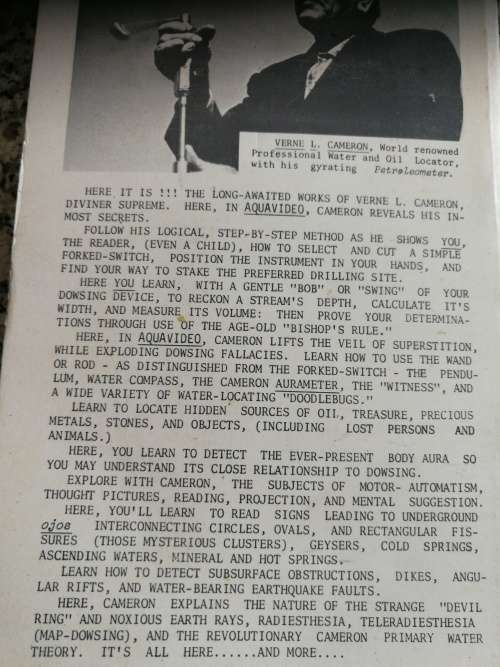 VERNE L. CAMERON, World renowned
Professional Water and Oil Locator,
with his gyrating Petroleometer.
HERE IT IS !!! THE LONG-AWAITED WORKS OF VERNE L. CAMERON,
DIVINER SUPREME. HERE, IN AQUAVIDEO, CAMERON REVEALS HIS IN-
MOST SECRETS.
FOLLOW HIS LOGICAL, STEP-BY-STEP METHOD AS HE SHOWS YOU,
THE READER, (EVEN A CHILD), HOW TO SELECT AND CUT A SIMPLE
FORKED-SWITCH, POSITION THE INSTRUMENT IN YOUR HANDS, AND
FIND YOUR WAY TO STAKE THE PREFERRED DRILLING SITE.
HERE YOU LEARN, WITH A GENTLE "BOB" OR "SWING" OF YOUR
DOWSING DEVICE, TO RECKON A STREAM'S DEPTH, CALCULATE IT'S
WIDTH, AND MEASURE ITS VOLUME: THEN PROVE YOUR DETERMINA-
TIONS THROUGH USE OF THE AGE-OLD "BISHOP'S RULE."
HERE, IN AQUAVIDEO, CAMERON LIFTS THE VEIL OF SUPERSTITION,
WHILE EXPLODING DOWSING FALLACIES. LEARN HOW TO USE THE WAND
OR ROD - AS DISTINGUISHED FROM THE FORKED-SWITCH - THE PENDU-
LUM, WATER COMPASS, THE CAMERON AURAMETER, THE "WITNESS", AND
A WIDE VARIETY OF WATER-LOCATING "DOODLEBUGS."
LEARN TO LOCATE HIDDEN SOURCES OF OIL, TREASURE, PRECIOUS
METALS, STONES, AND OBJECTS, (INCLUDING LOST PERSONS AND
ANIMALS.)
HERE, YOU LEARN TO DETECT THE EVER-PRESENT BODY AURA SO
YOU MAY UNDERSTAND ITS CLOSE RELATIONSHIP TO DOWSING.
EXPLORE WITH CAMERON, THE SUBJECTS OF MOTOR- AUTOMATISM,
THOUGHT PICTURES, READING, PROJECTION, AND MENTAL SUGGESTION.
HERE, YOU'LL LEARN TO READ SIGNS LEADING TO UNDERGROUND
ojos INTERCONNECTING CIRCLES, OVALS, AND RECTANGULAR FIS-
SURES (THOSE MYSTERIOUS CLUSTERS), GEYSERS, COLD SPRINGS,
ASCENDING WATERS, MINERAL AND HOT SPRINGS.
LEARN HOW TO DETECT SUBSURFACE OBSTRUCTIONS, DIKES, ANGU-
LAR RIFTS, AND WATER-BEARING EARTHQUAKE FAULTS.
HERE, CAMERON EXPLAINS THE NATURE OF THE STRANGE "DEVIL
RING" AND NOXIOUS EARTH RAYS, RADIESTHESIA, TELERADIESTHESIA
(MAP-DOWSING), AND THE REVOLUTIONARY CAMERON PRIMARY WATER
THEORY. IT'S ALL HERE......AND MORE....